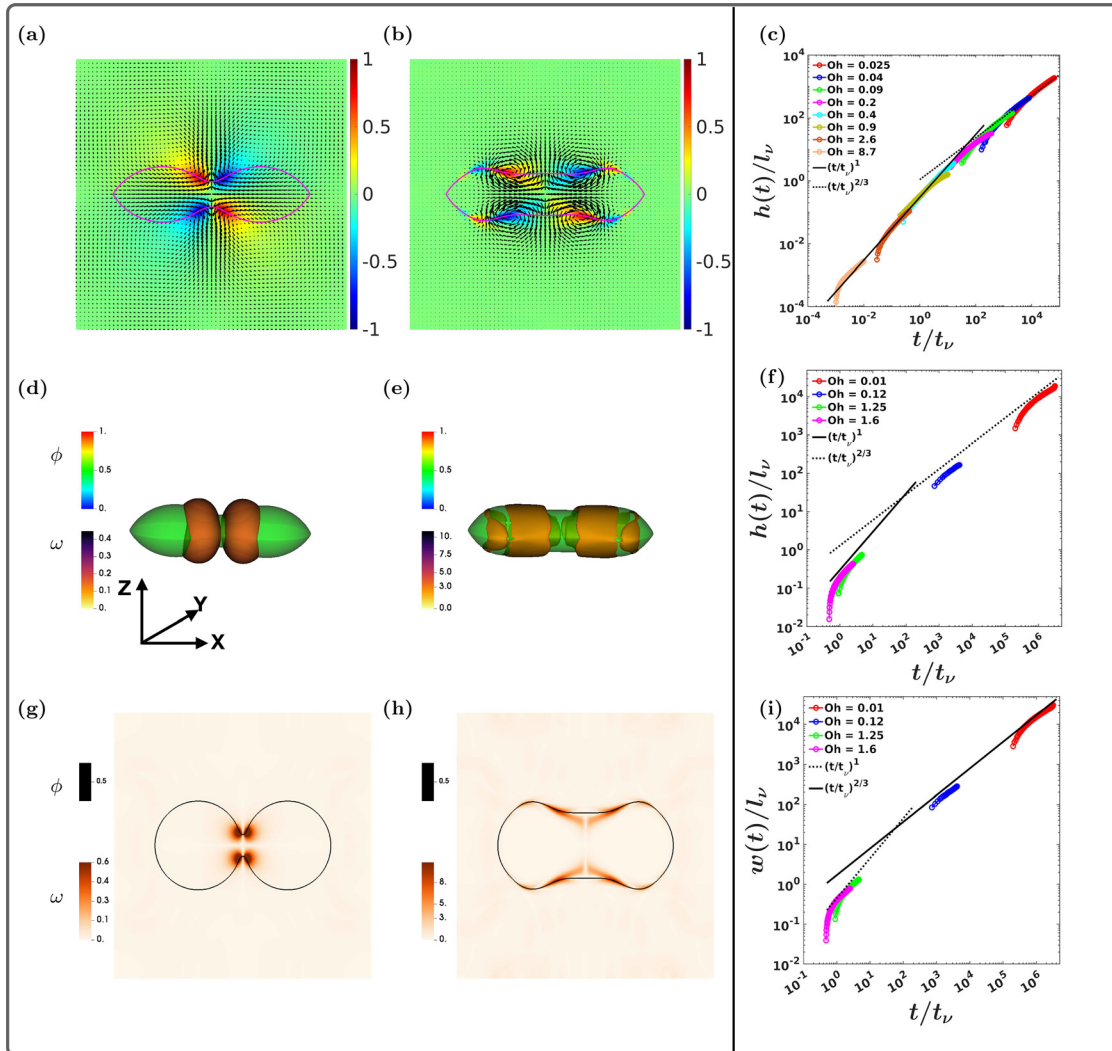 (a)
1
0.5
0
-0.5
-1
(b)
1
0.5
0
-0.5
-1
(c)
h(t)/l_ν
10^4
10^2
10^0
10^-2
10^-4
Oh = 0.025
Oh = 0.04
Oh = 0.09
Oh = 0.2
Oh = 0.4
Oh = 0.9
Oh = 2.6
Oh = 8.7
(t/t_ν)^1
(t/t_ν)^2/3
10^-4 10^-2 10^0 10^2 10^4
t/t_ν
(d)
ϕ
1.
0.5
0.
ω
0.4
0.3
0.2
0.1
0.
Z
Y
X
(e)
1.
0.5
0.
10.
7.0
5.0
3.0
0.
(f)
h(t)/l_ν
10^4
10^3
10^2
10^1
10^0
10^-1
10^-2
Oh = 0.01
Oh = 0.12
Oh = 1.25
Oh = 1.6
(t/t_ν)^1
(t/t_ν)^2/3
10^-1 10^0 10^1 10^2 10^3 10^4 10^5 10^6
t/t_ν
(g)
ϕ
0.5
ω
0.6
0.4
0.3
0.1
0.
(h)
0.5
8.
5.
3.
0.
(i)
w(t)/l_ν
10^4
10^3
10^2
10^1
10^0
10^-1
10^-2
Oh = 0.01
Oh = 0.12
Oh = 1.25
Oh = 1.6
(t/t_ν)^1
(t/t_ν)^2/3
10^-1 10^0 10^1 10^2 10^3 10^4 10^5 10^6
t/t_ν